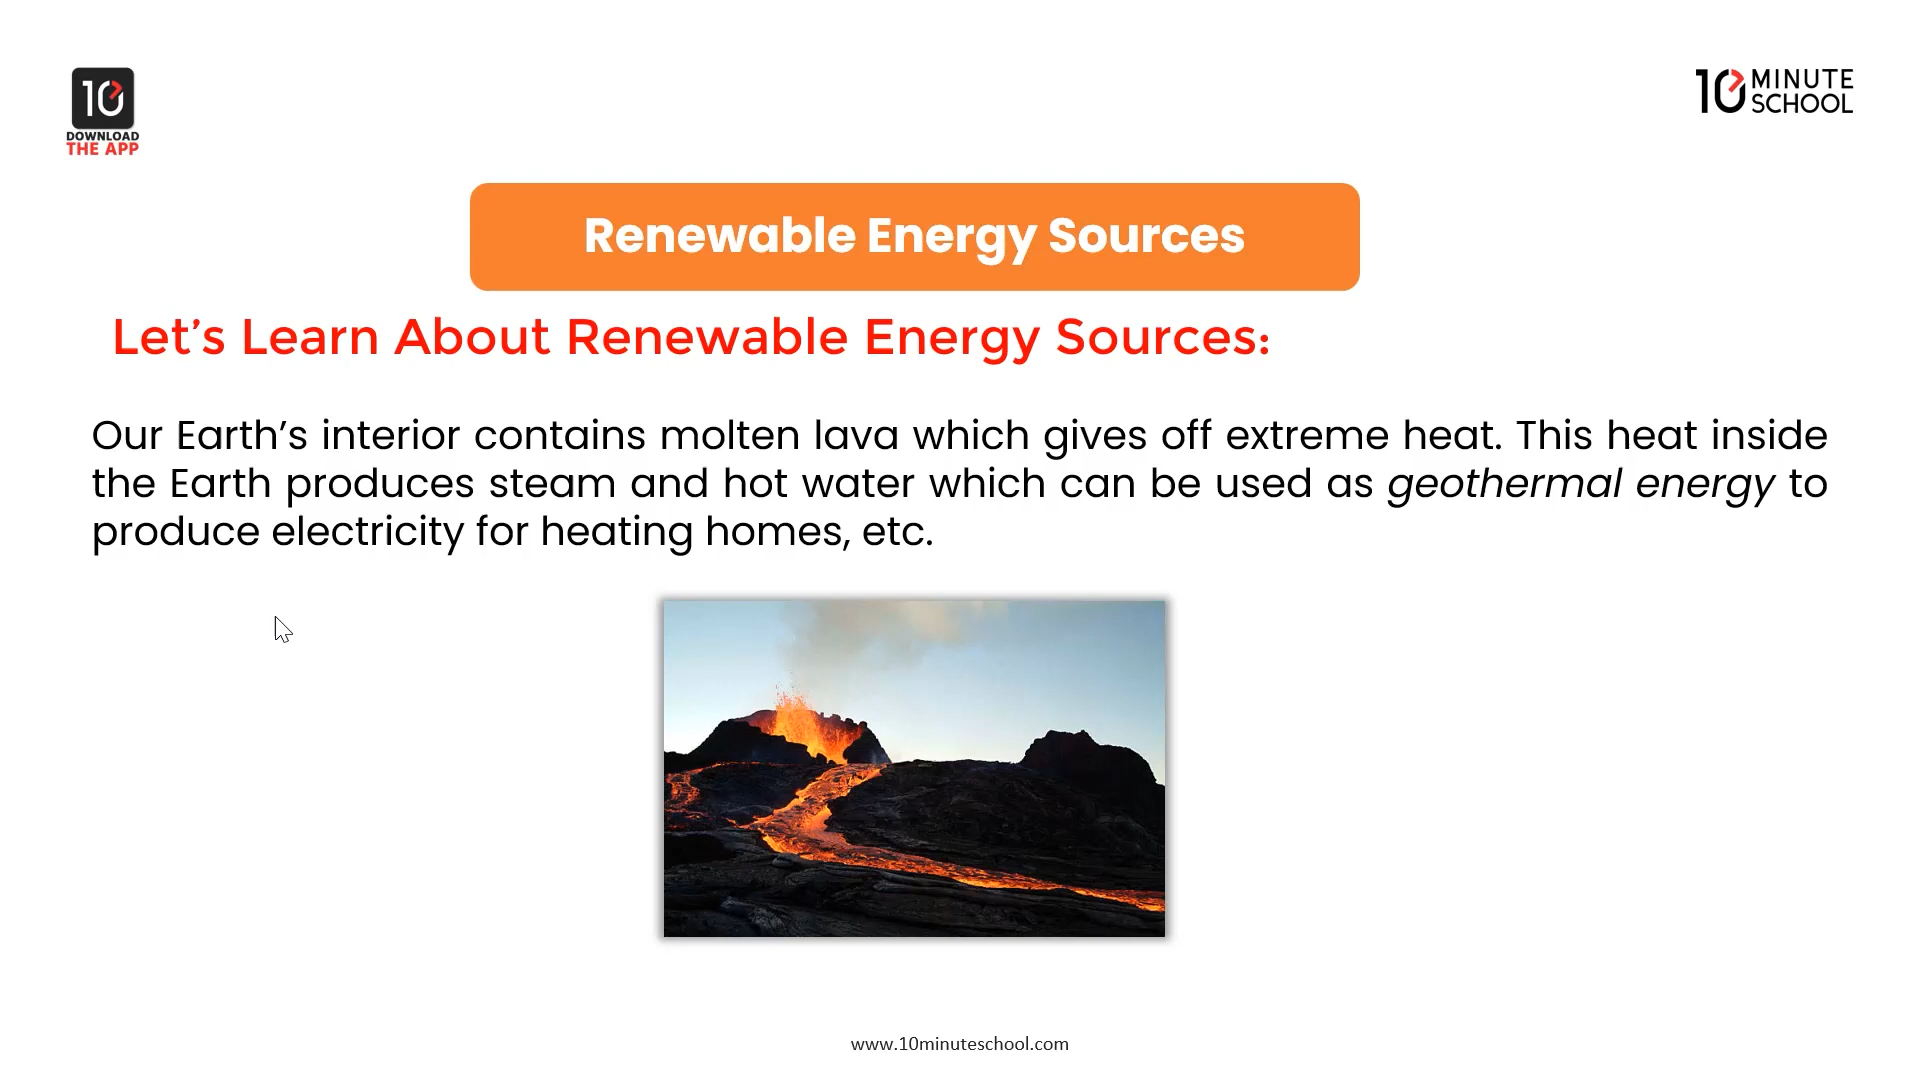 10
DOWNLOAD
THE APP
10 MINUTE
SCHOOL
Renewable Energy Sources
Let’s Learn About Renewable Energy Sources:
Our Earth’s interior contains molten lava which gives off extreme heat. This heat inside
the Earth produces steam and hot water which can be used as geothermal energy to
produce electricity for heating homes, etc.
www.10minuteschool.com